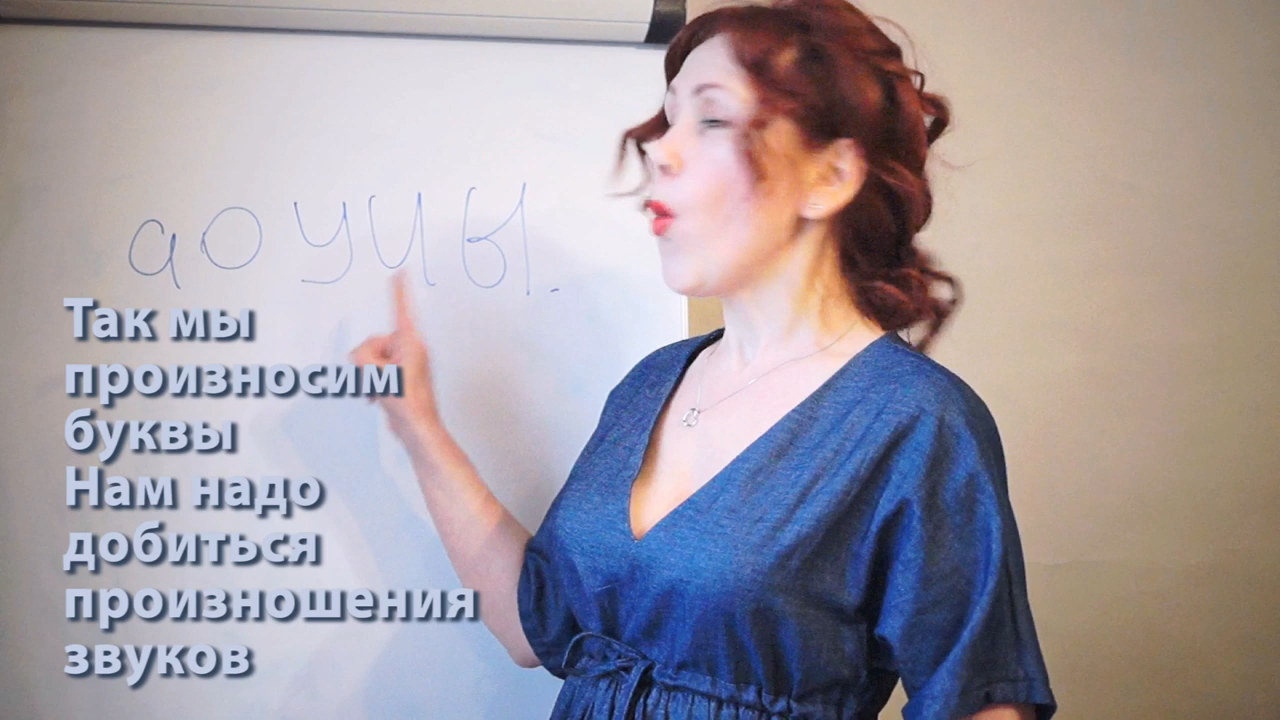 а о у и ы.
Так мы
произносим
буквы
Нам надо
добиться
произношения
звуков